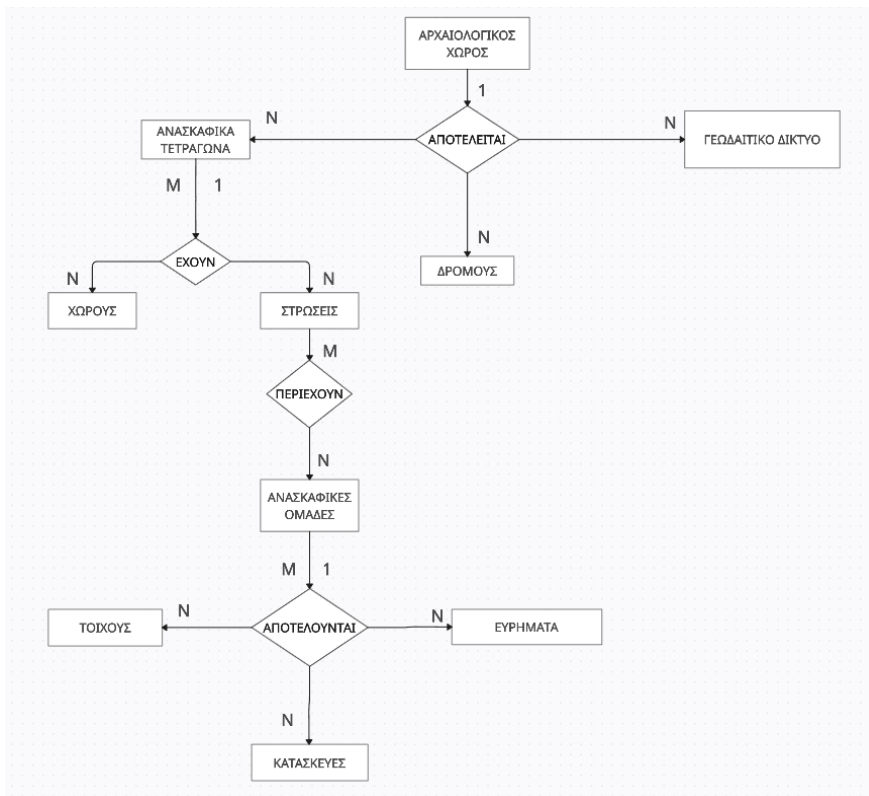 ΑΡΧΑΙΟΛΟΓΙΚΟΣ
ΧΩΡΟΣ
1
N
ΑΝΑΣΚΑΦΙΚΑ
ΤΕΤΡΑΓΩΝΑ
ΑΠΟΤΕΛΕΙΤΑΙ
N
ΓΕΩΔΑΙΤΙΚΟ ΔΙΚΤΥΟ
M
1
N
ΔΡΟΜΟΥΣ
ΕΧΟΥΝ
N
N
ΧΩΡΟΥΣ
ΣΤΡΩΣΕΙΣ
M
ΠΕΡΙΕΧΟΥΝ
N
ΑΝΑΣΚΑΦΙΚΕΣ
ΟΜΑΔΕΣ
M
1
N
N
ΤΟΙΧΟΥΣ
ΑΠΟΤΕΛΟΥΝΤΑΙ
ΕΥΡΗΜΑΤΑ
N
ΚΑΤΑΣΚΕΥΕΣ